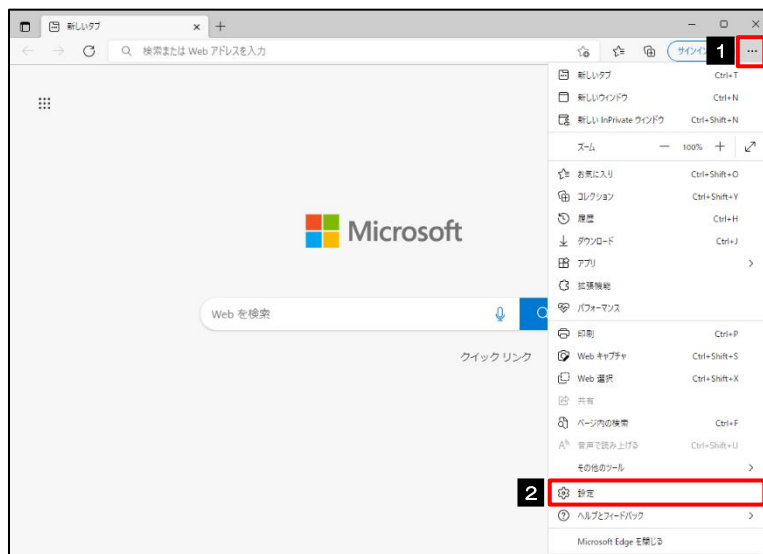 新しいタブ
検索または Web アドレスを入力
サインイン
1
新しいタブ Ctrl+T
新しいウィンドウ Ctrl+N
新しい InPrivate ウィンドウ Ctrl+Shift+N
ズーム 100%
お気に入り Ctrl+Shift+O
コレクション Ctrl+Shift+Y
履歴 Ctrl+H
ダウンロード Ctrl+J
アプリ
拡張機能
パフォーマンス
印刷 Ctrl+P
Web キャプチャ Ctrl+Shift+S
Web 選択 Ctrl+Shift+X
共有
ページ内の検索 Ctrl+F
音声で読み上げる Ctrl+Shift+U
その他のツール
2 設定
ヘルプとフィードバック
Microsoft Edge を閉じる
Microsoft
Web を検索
クイック リンク